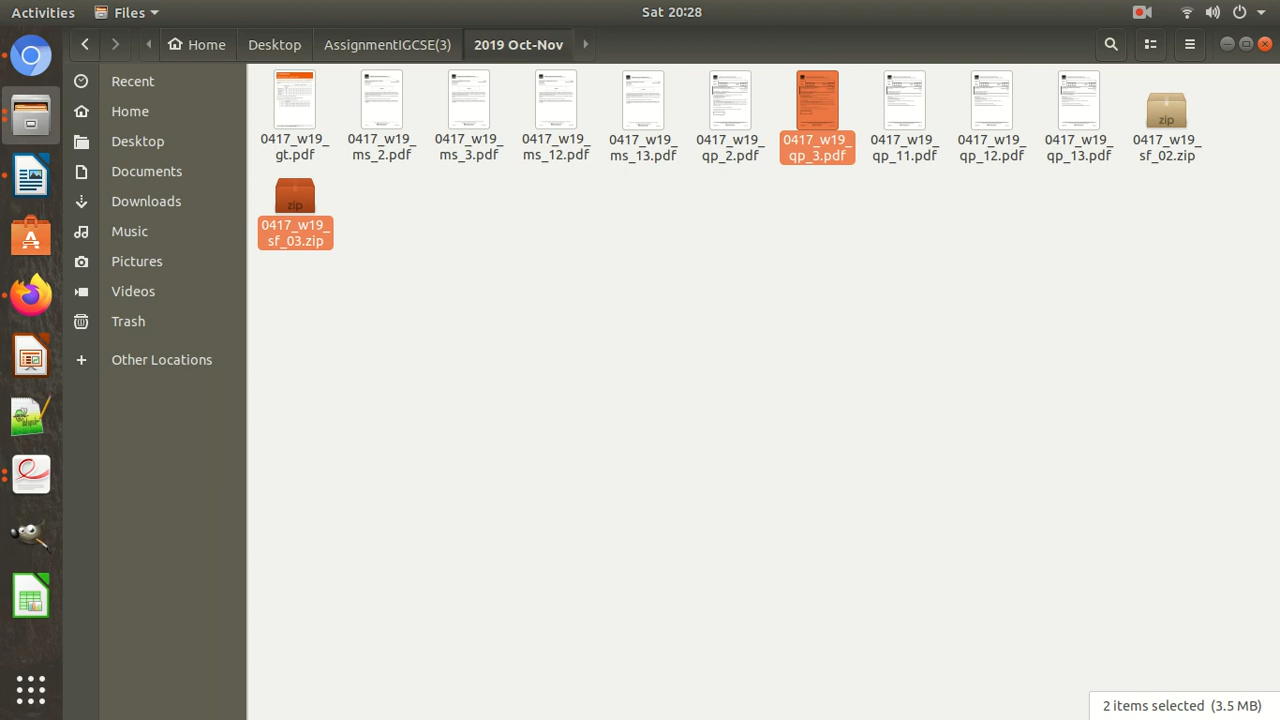 Activities
Files
Sat 20:28
Home
Desktop
AssignmentIGCSE(3)
2019 Oct-Nov
Recent
Home
Desktop
Documents
Downloads
Music
Pictures
Videos
Trash
Other Locations
0417_w19_
gt.pdf
0417_w19_
ms_2.pdf
0417_w19_
ms_3.pdf
0417_w19_
ms_12.pdf
0417_w19_
ms_13.pdf
0417_w19_
qp_2.pdf
0417_w19_
qp_3.pdf
0417_w19_
qp_11.pdf
0417_w19_
qp_12.pdf
0417_w19_
qp_13.pdf
zip
0417_w19_
sf_02.zip
zip
0417_w19_
sf_03.zip
2 items selected (3.5 MB)